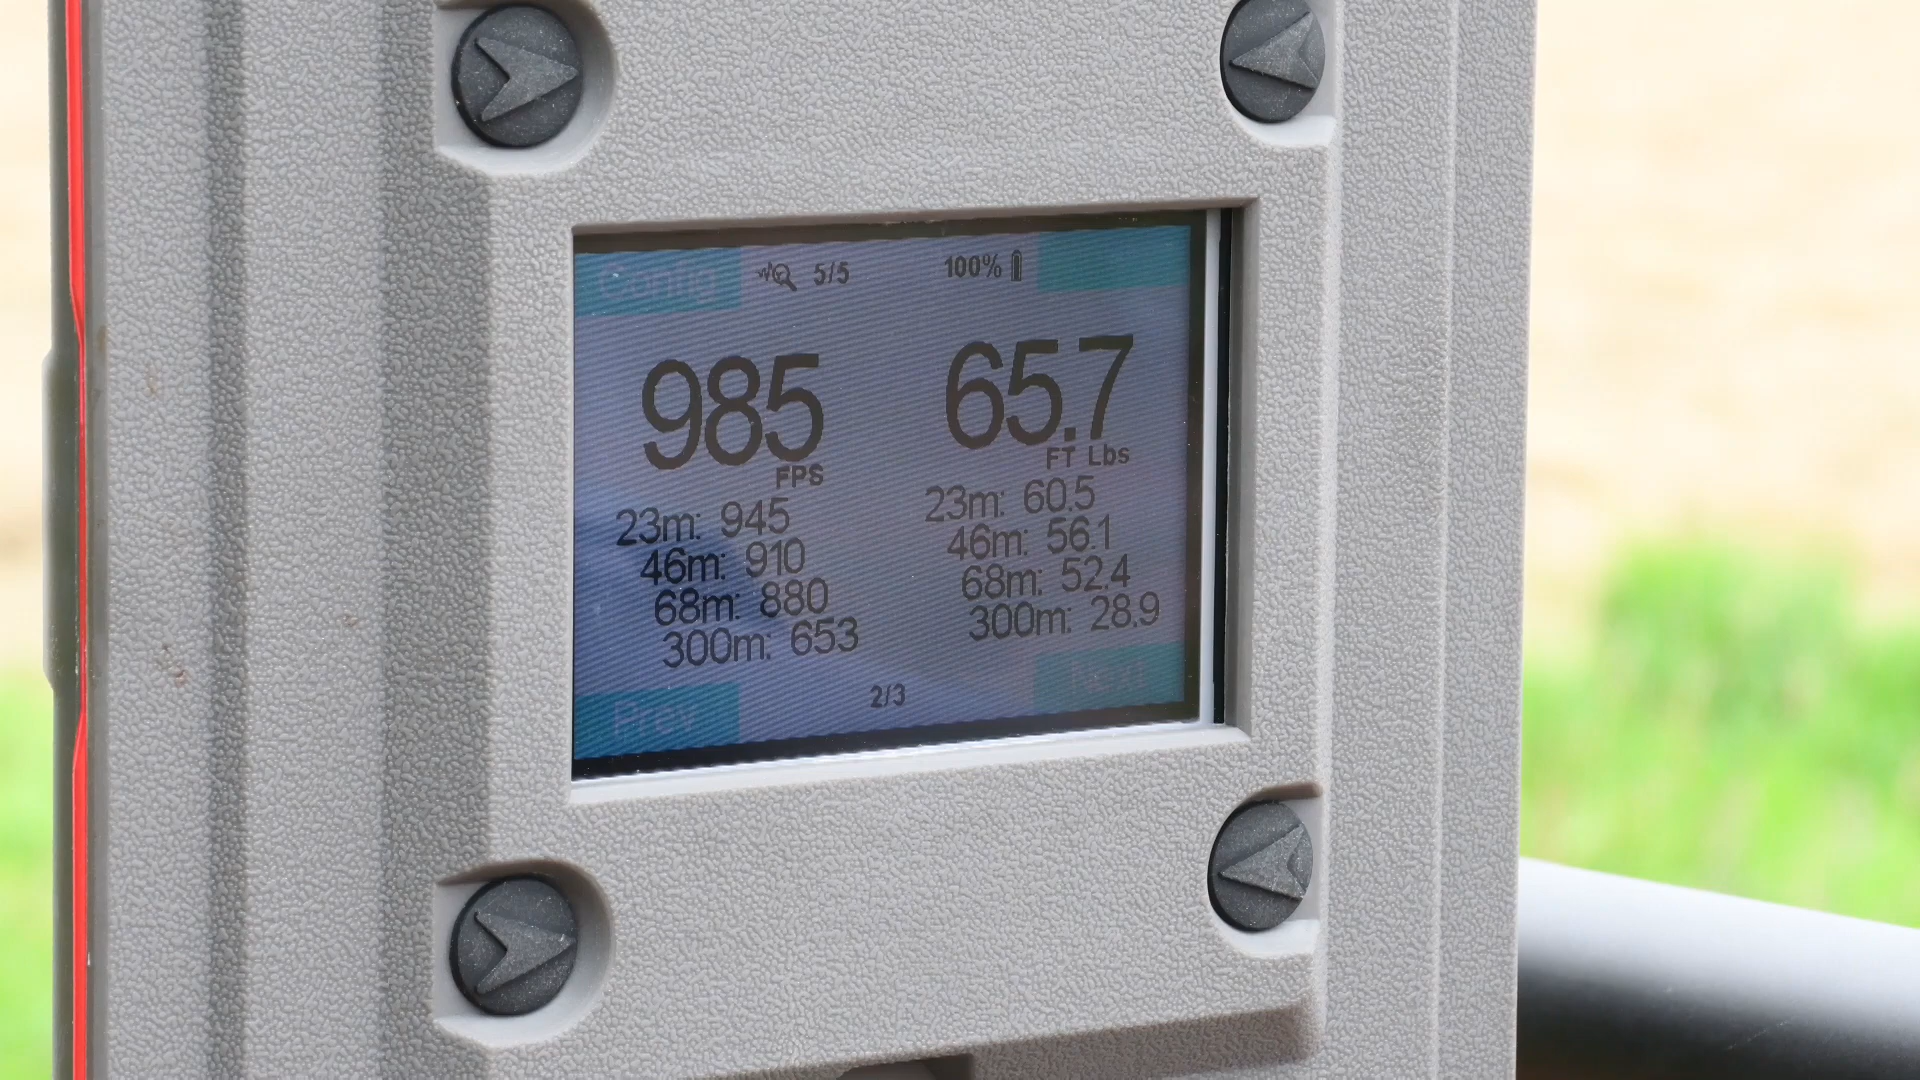 Config 5/5 100%
985 FPS 65.7 FT Lbs
23m: 945 23m: 60.5
46m: 910 46m: 56.1
68m: 880 68m: 52.4
300m: 653 300m: 28.9
Prev 2/3 Next